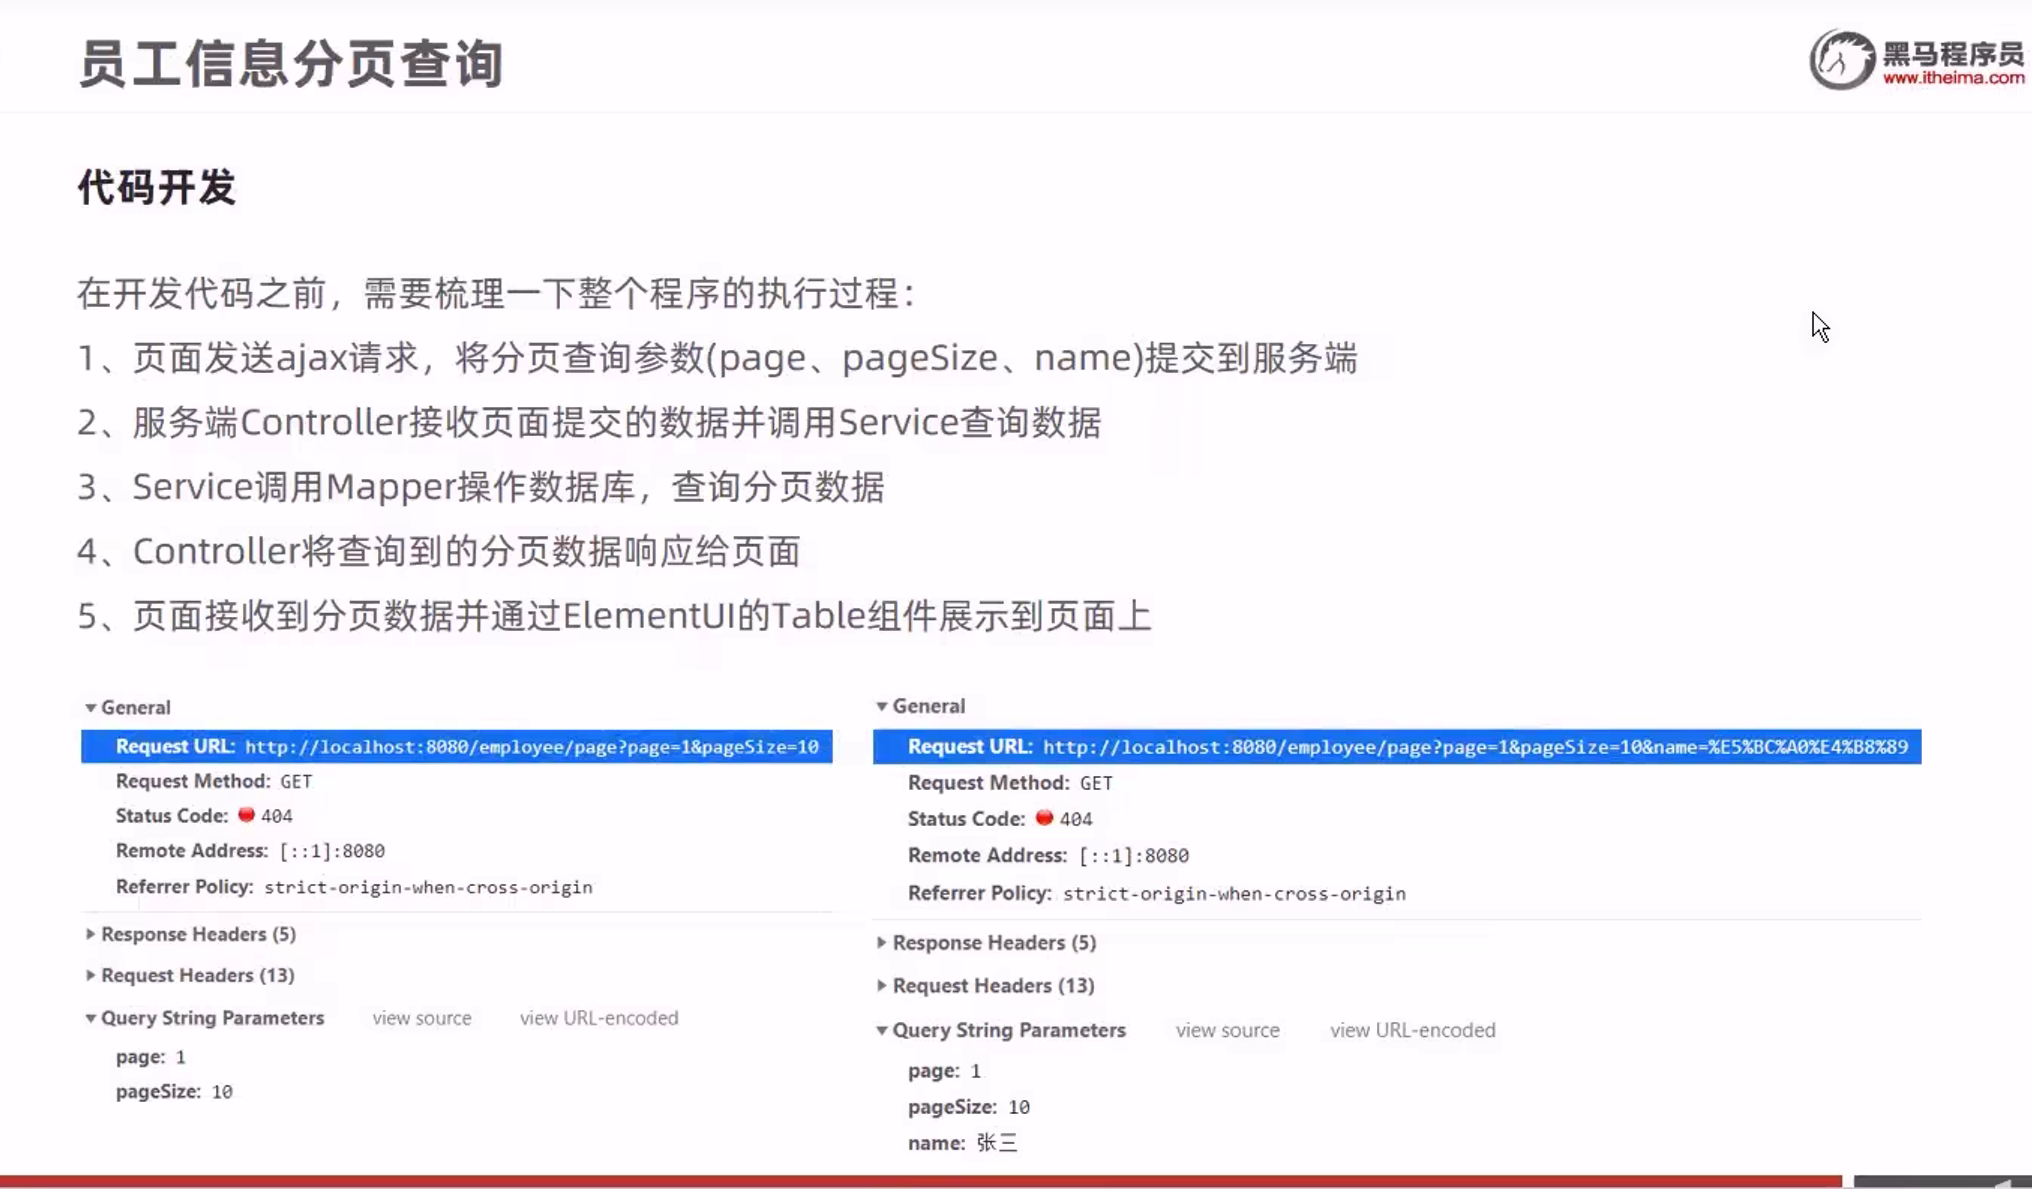 员工信息分页查询
黑马程序员
www.itheima.com
代码开发
在开发代码之前，需要梳理一下整个程序的执行过程：
1、页面发送ajax请求，将分页查询参数(page、pageSize、name)提交到服务端
2、服务端Controller接收页面提交的数据并调用Service查询数据
3、Service调用Mapper操作数据库，查询分页数据
4、Controller将查询到的分页数据响应给页面
5、页面接收到分页数据并通过ElementUI的Table组件展示到页面上
General
Request URL: http://localhost:8080/employee/page?page=1&pageSize=10
Request Method: GET
Status Code: 404
Remote Address: [::1]:8080
Referrer Policy: strict-origin-when-cross-origin
Response Headers (5)
Request Headers (13)
Query String Parameters view source view URL-encoded
page: 1
pageSize: 10
General
Request URL: http://localhost:8080/employee/page?page=1&pageSize=10&name=%E5%BC%A0%E4%B8%89
Request Method: GET
Status Code: 404
Remote Address: [::1]:8080
Referrer Policy: strict-origin-when-cross-origin
Response Headers (5)
Request Headers (13)
Query String Parameters view source view URL-encoded
page: 1
pageSize: 10
name: 张三